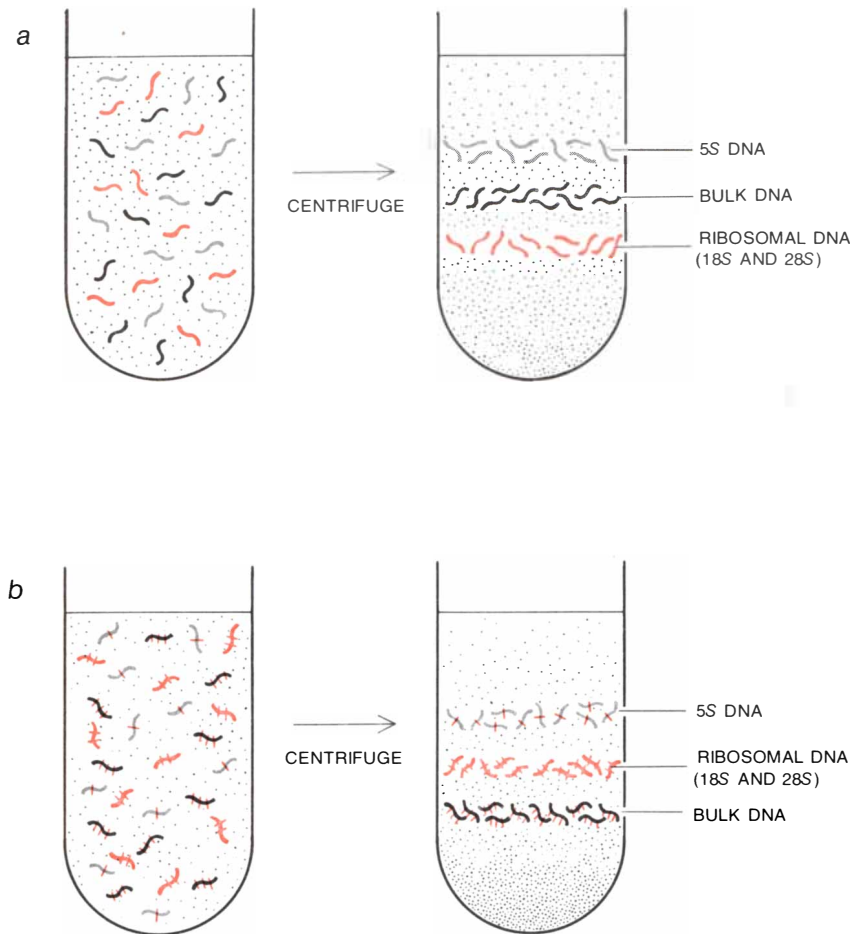 a
CENTRIFUGE
5S DNA
BULK DNA
RIBOSOMAL DNA
(18S AND 28S)
b
CENTRIFUGE
5S DNA
RIBOSOMAL DNA
(18S AND 28S)
BULK DNA